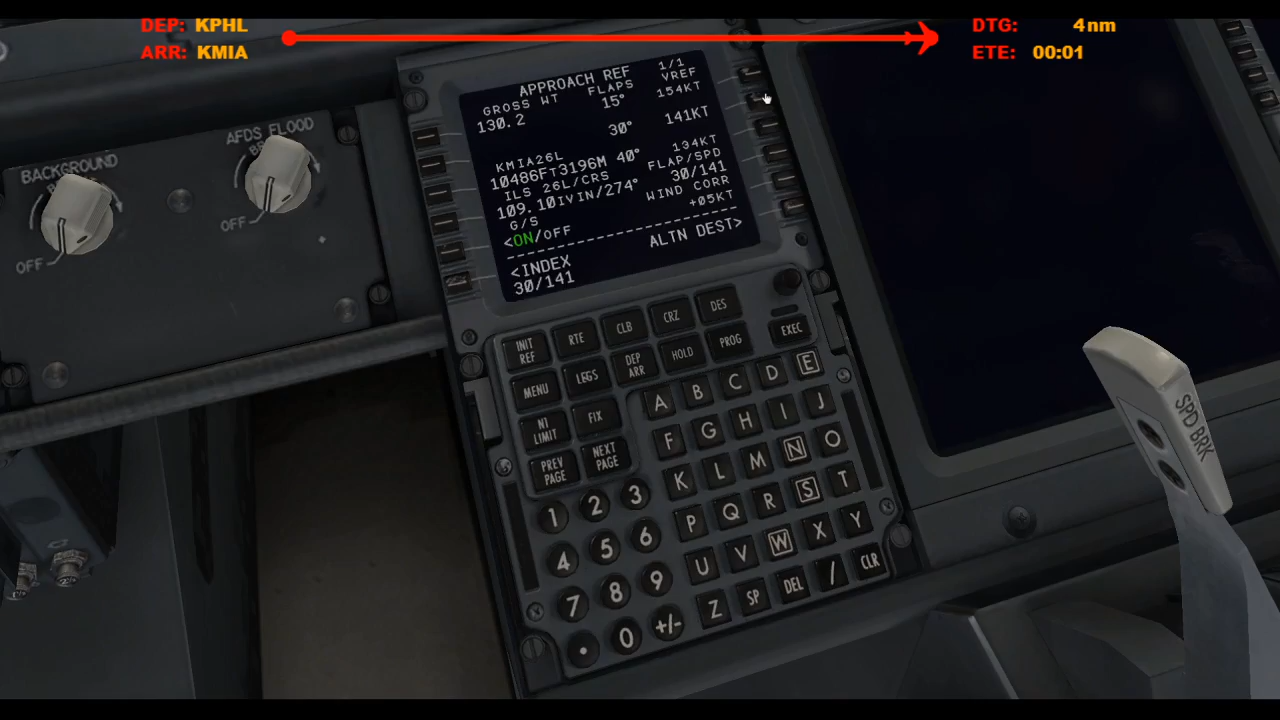 DEP: KPHL
ARR: KMIA
DTG: 4nm
ETE: 00:01
BACKGROUND
OFF
AFDS FLOOD
OFF
APPROACH REF 1/1
GROSS WT FLAPS VREF
130.2 15° 154KT
30° 141KT
KMIA26L
10486FT3196M 40° 134KT
ILS 26L/CRS FLAP/SPD
109.10IVIN/274° 30/141
G/S WIND CORR
<ON/OFF +05KT
--------------------
<INDEX ALTN DEST>
30/141
INIT REF RTE CLB CRZ DES
MENU LEGS DEP ARR HOLD PROG EXEC
N1 LIMIT FIX
PREV PAGE NEXT PAGE
A B C D E
F G H I J
K L M N O
P Q R S T
U V W X Y
Z SP DEL / CLR
1 2 3
4 5 6
7 8 9
. 0 +/-
SPD BRK